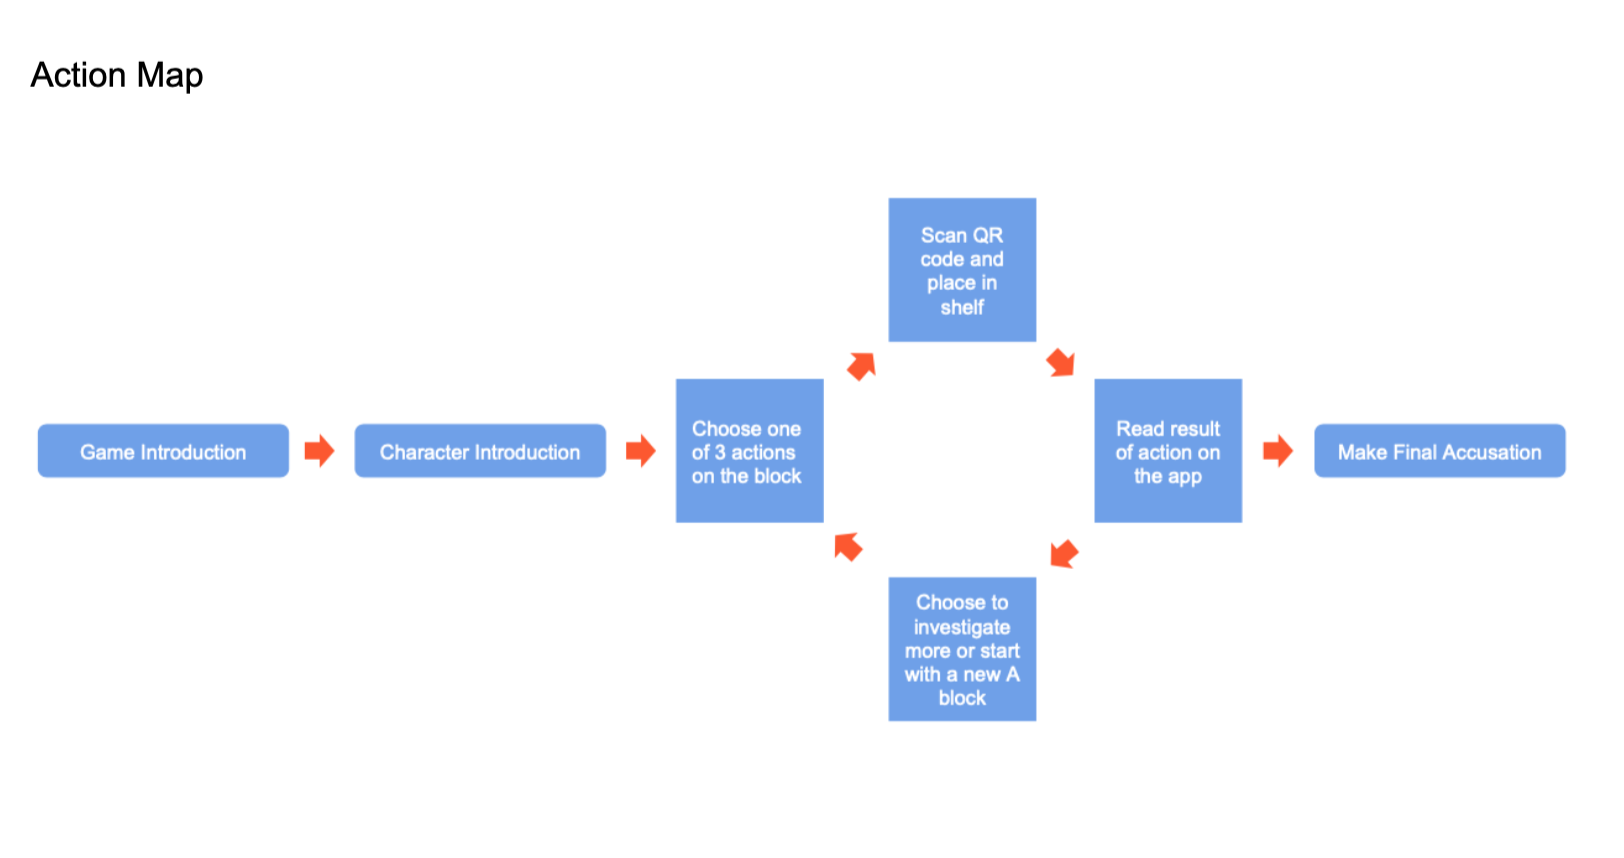 Action Map
Scan QR
code and
place in
shelf
Game Introduction
Character Introduction
Choose one
of 3 actions
on the block
Read result
of action on
the app
Make Final Accusation
Choose to
investigate
more or start
with a new A
block